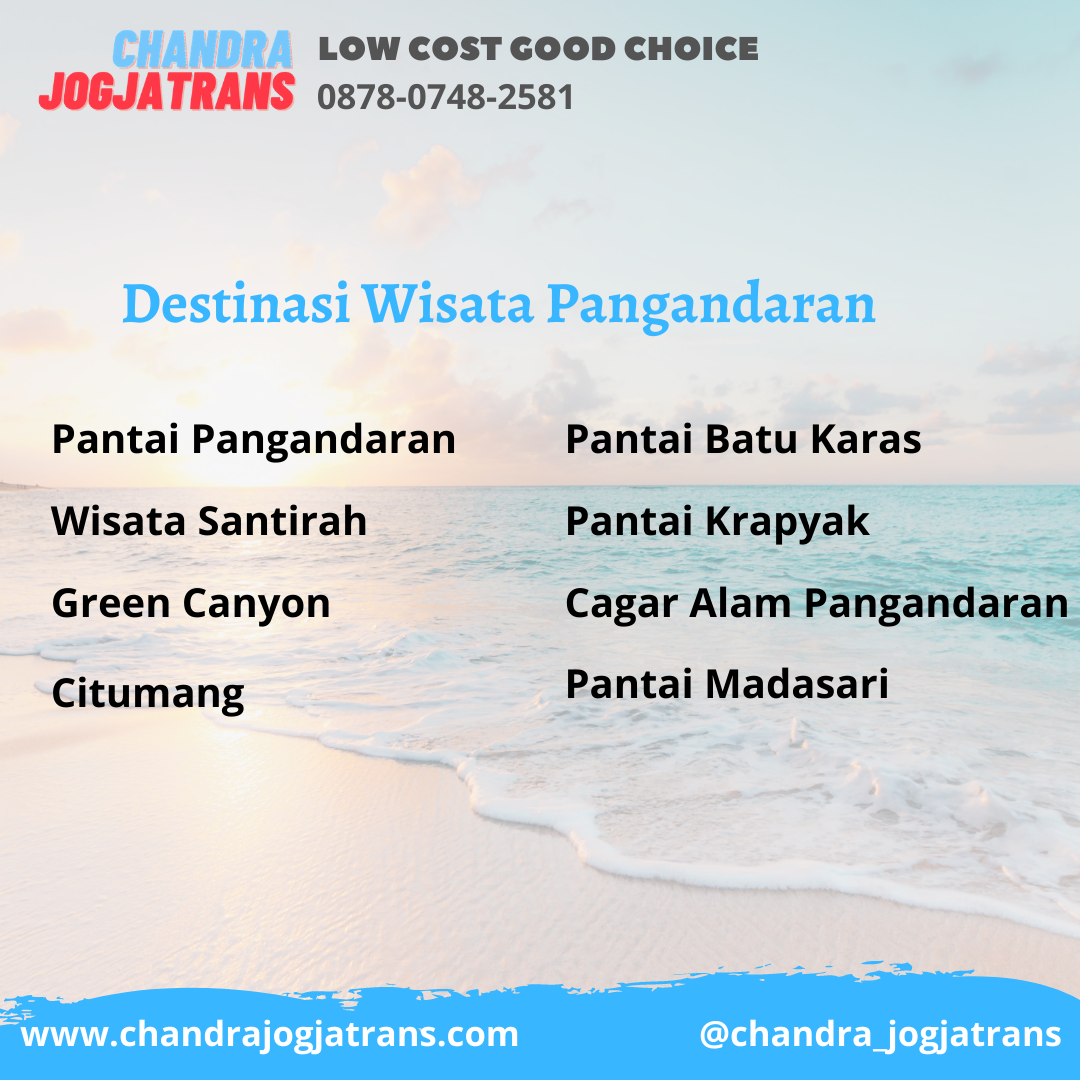 CHANDRA
JOGJATRANS
LOW COST GOOD CHOICE
0878-0748-2581
Destinasi Wisata Pangandaran
Pantai Pangandaran
Wisata Santirah
Green Canyon
Citumang
Pantai Batu Karas
Pantai Krapyak
Cagar Alam Pangandaran
Pantai Madasari
www.chandrajogjatrans.com
@chandra_jogjatrans